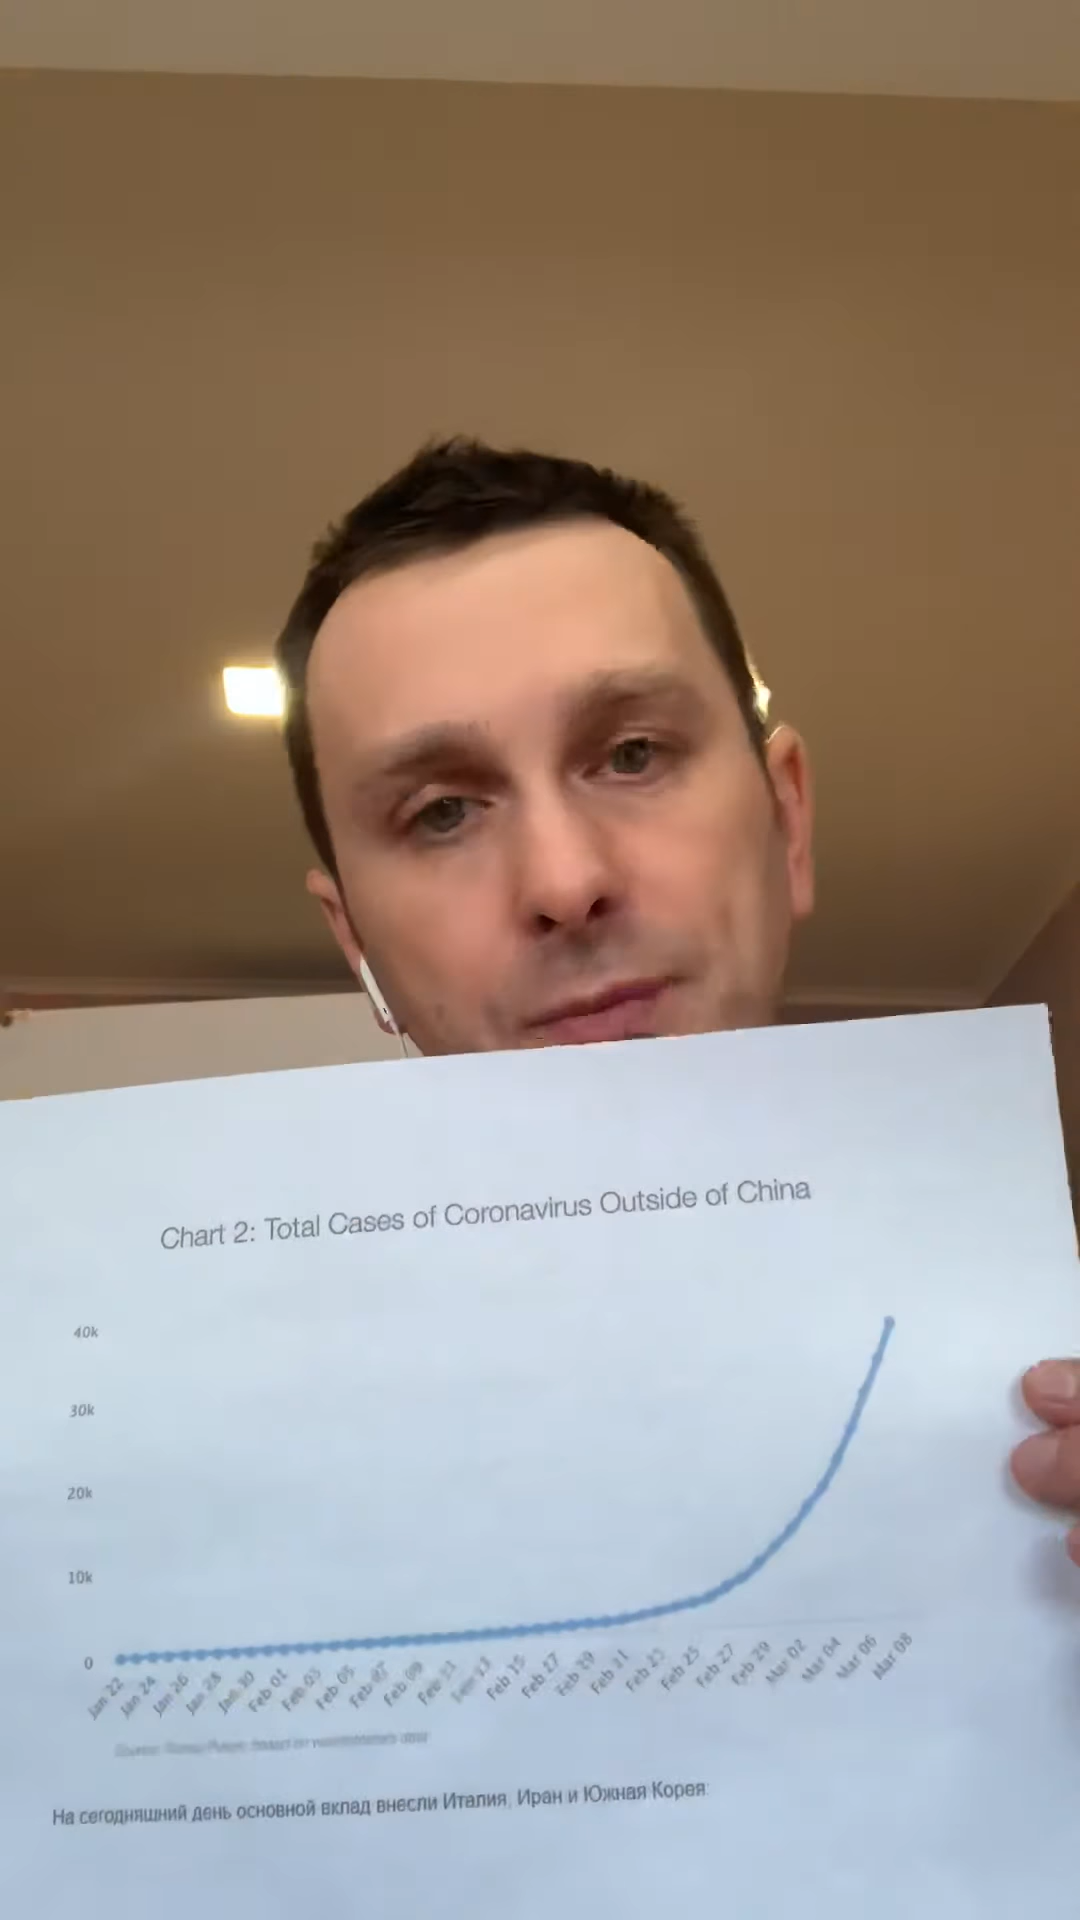 Chart 2: Total Cases of Coronavirus Outside of China
40k
30k
20k
10k
0
Jan 22 Jan 24 Jan 26 Jan 28 Jan 30 Feb 01 Feb 03 Feb 05 Feb 07 Feb 09 Feb 11 Feb 13 Feb 15 Feb 17 Feb 19 Feb 21 Feb 23 Feb 25 Feb 27 Feb 29 Mar 02 Mar 04 Mar 06 Mar 08
На сегодняшний день основной вклад внесли Италия, Иран и Южная Корея: